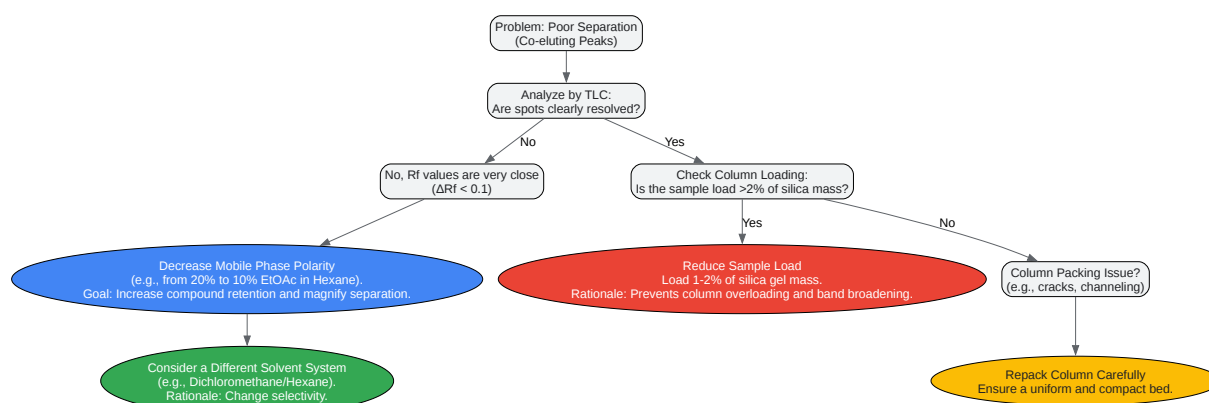 Problem: Poor Separation
(Co-eluting Peaks)
Analyze by TLC:
Are spots clearly resolved?
No
Yes
No, Rf values are very close
(ΔRf < 0.1)
Check Column Loading:
Is the sample load >2% of silica mass?
Yes
No
Decrease Mobile Phase Polarity
(e.g., from 20% to 10% EtOAc in Hexane).
Goal: Increase compound retention and magnify separation.
Reduce Sample Load
Load 1-2% of silica gel mass.
Rationale: Prevents column overloading and band broadening.
Column Packing Issue?
(e.g., cracks, channeling)
Consider a Different Solvent System
(e.g., Dichloromethane/Hexane).
Rationale: Change selectivity.
Repack Column Carefully
Ensure a uniform and compact bed.